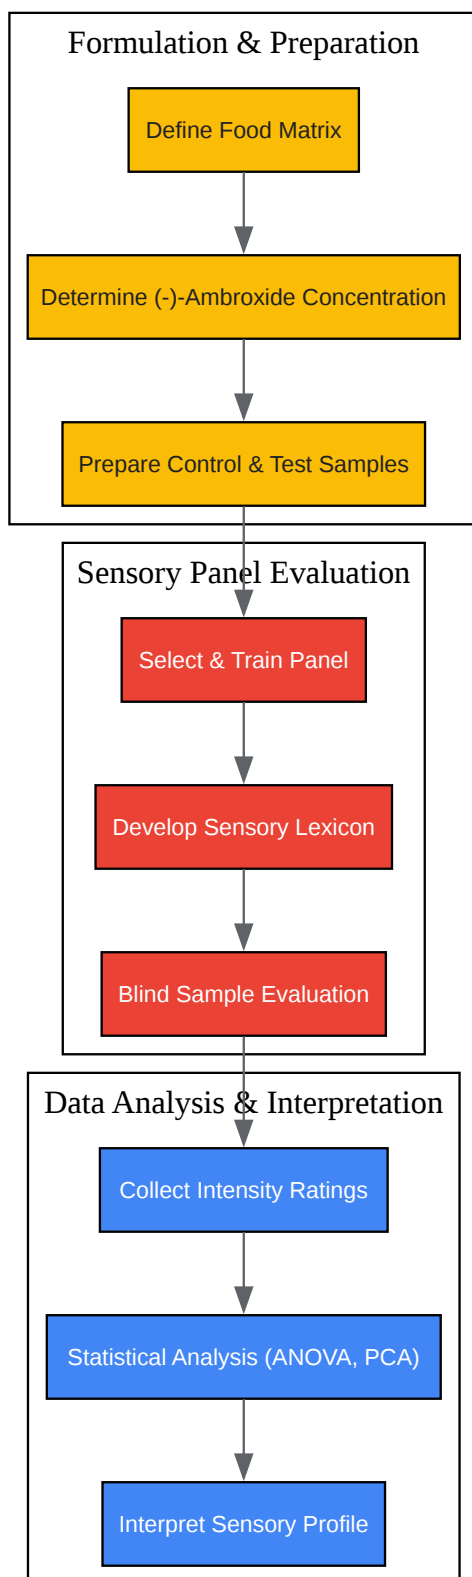 Formulation & Preparation
Define Food Matrix
Determine (-)-Ambroxide Concentration
Prepare Control & Test Samples
Sensory Panel Evaluation
Select & Train Panel
Develop Sensory Lexicon
Blind Sample Evaluation
Data Analysis & Interpretation
Collect Intensity Ratings
Statistical Analysis (ANOVA, PCA)
Interpret Sensory Profile